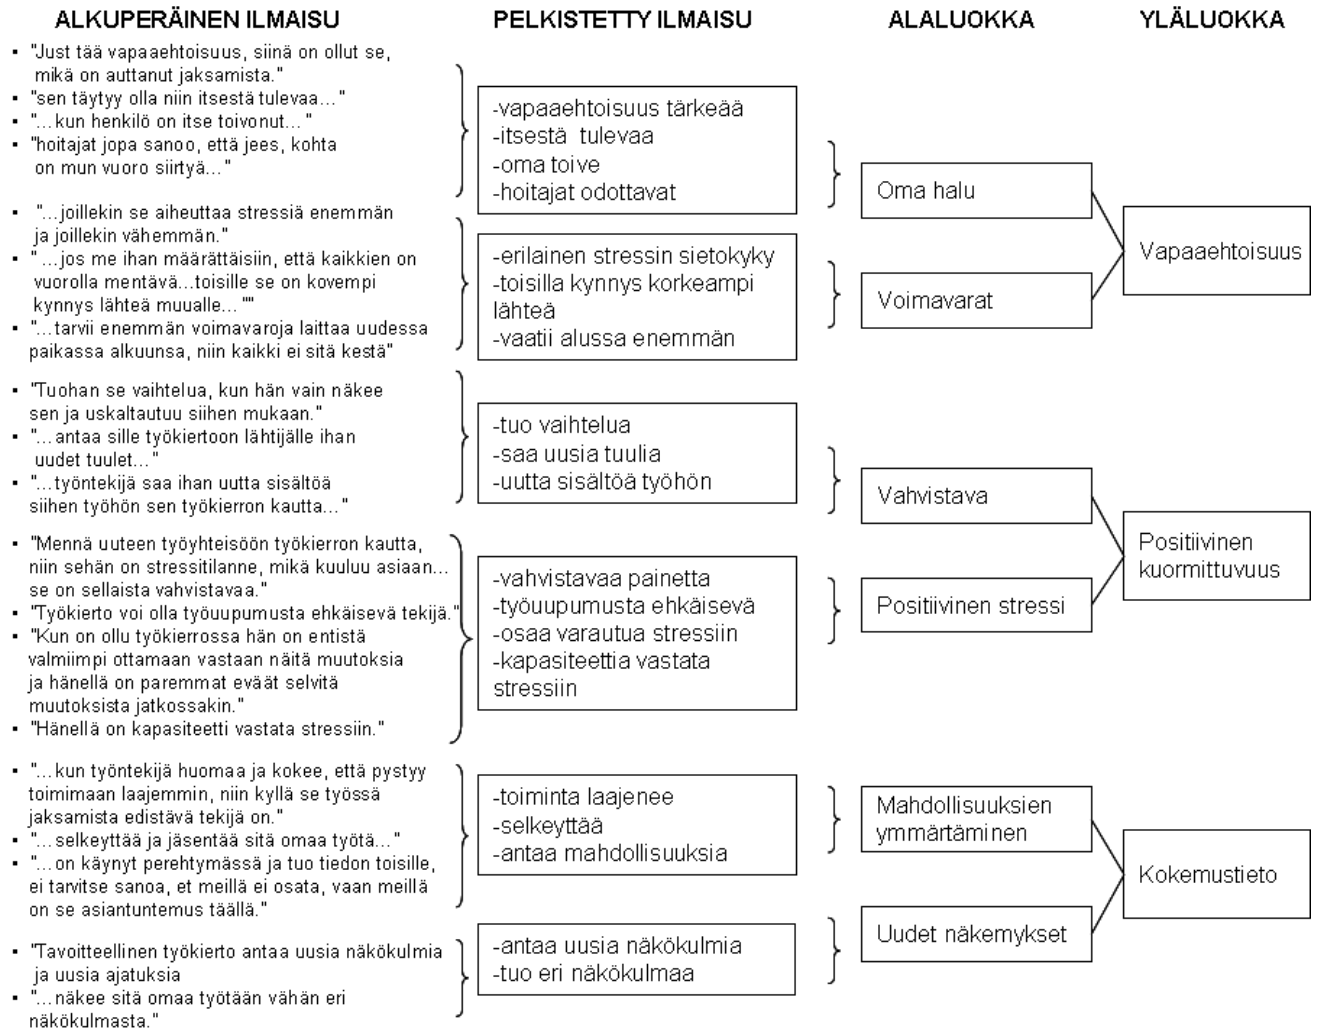 ALKUPERÄINEN ILMAISU
PELKISTETTY ILMAISU
ALALUOKKA
YLÄLUOKKA
▪ "Just tää vapaaehtoisuus, siinä on ollut se,
mikä on auttanut jaksamista."
▪ "sen täytyy olla niin itsestä tulevaa..."
▪ "...kun henkilö on itse toivonut..."
▪ "hoitajat jopa sanoo, että jees, kohta
on mun vuoro siirtyä..."
-vapaaehtoisuus tärkeää
-itsestä tulevaa
-oma toive
-hoitajat odottavat
Oma halu
▪ "...joillekin se aiheuttaa stressiä enemmän
ja joillekin vähemmän."
▪ " ...jos me ihan määrättäisiin, että kaikkien on
vuorolla mentävä...toisille se on kovempi
kynnys lähteä muualle...""
▪ "...tarvii enemmän voimavaroja laittaa uudessa
paikassa alkuunsa, niin kaikki ei sitä kestä"
-erilainen stressin sietokyky
-toisilla kynnys korkeampi
lähteä
-vaatii alussa enemmän
Voimavarat
Vapaaehtoisuus
▪ "Tuohan se vaihtelua, kun hän vain näkee
sen ja uskaltautuu siihen mukaan."
▪ "...antaa sille työkiertoon lähtijälle ihan
uudet tuulet..."
▪ "...työntekijä saa ihan uutta sisältöä
siihen työhön sen työkierron kautta..."
-tuo vaihtelua
-saa uusia tuulia
-uutta sisältöä työhön
Vahvistava
▪ "Mennä uuteen työyhteisöön työkierron kautta,
niin sehän on stressitilanne, mikä kuuluu asiaan...
se on sellaista vahvistavaa."
▪ "Työkierto voi olla työuupumusta ehkäisevä tekijä."
▪ "Kun on ollu työkierrossa hän on entistä
valmiimpi ottamaan vastaan näitä muutoksia
ja hänellä on paremmat eväät selvitä
muutoksista jatkossakin."
▪ "Hänellä on kapasiteetti vastata stressiin."
-vahvistavaa painetta
-työuupumusta ehkäisevä
-osaa varautua stressiin
-kapasiteettia vastata
stressiin
Positiivinen stressi
Positiivinen
kuormittuvuus
▪ "...kun työntekijä huomaa ja kokee, että pystyy
toimimaan laajemmin, niin kyllä se työssä
jaksamista edistävä tekijä on."
▪ "...selkeyttää ja jäsentää sitä omaa työtä..."
▪ "...on käynyt perehtymässä ja tuo tiedon toisille,
ei tarvitse sanoa, et meillä ei osata, vaan meillä
on se asiantuntemus täällä."
-toiminta laajenee
-selkeyttää
-antaa mahdollisuuksia
Mahdollisuuksien
ymmärtäminen
▪ "Tavoitteellinen työkierto antaa uusia näkökulmia
ja uusia ajatuksia
▪ "...näkee sitä omaa työtään vähän eri
näkökulmasta."
-antaa uusia näkökulmia
-tuo eri näkökulmaa
Uudet näkemykset
Kokemustieto